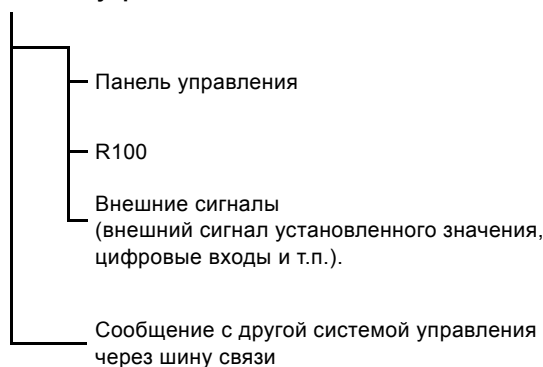 Панель управления
R100
Внешние сигналы
(внешний сигнал установленного значения,
цифровые входы и т.п.).
Сообщение с другой системой управления
через шину связи